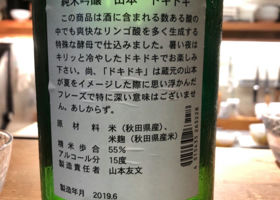 純米吟醸 山本 ドキドキ
この商品は酒に含まれる数ある酸
の中でも爽快なリンゴ酸を多く生成する
特殊な酵母で仕込みました。暑い夜は
キリッと冷やしたドキドキでお楽しみ
下さい。尚、「ドキドキ」は蔵元の山本
が夏をイメージした際に思い浮かんだ
フレーズで特に深い意味はございませ
ん。あしからず。
原材料 米(秋田県産)、
米麹(秋田県産米)
精米歩合 55%
アルコール分 15度
製造責任者 山本友文
製造年月 2019.6